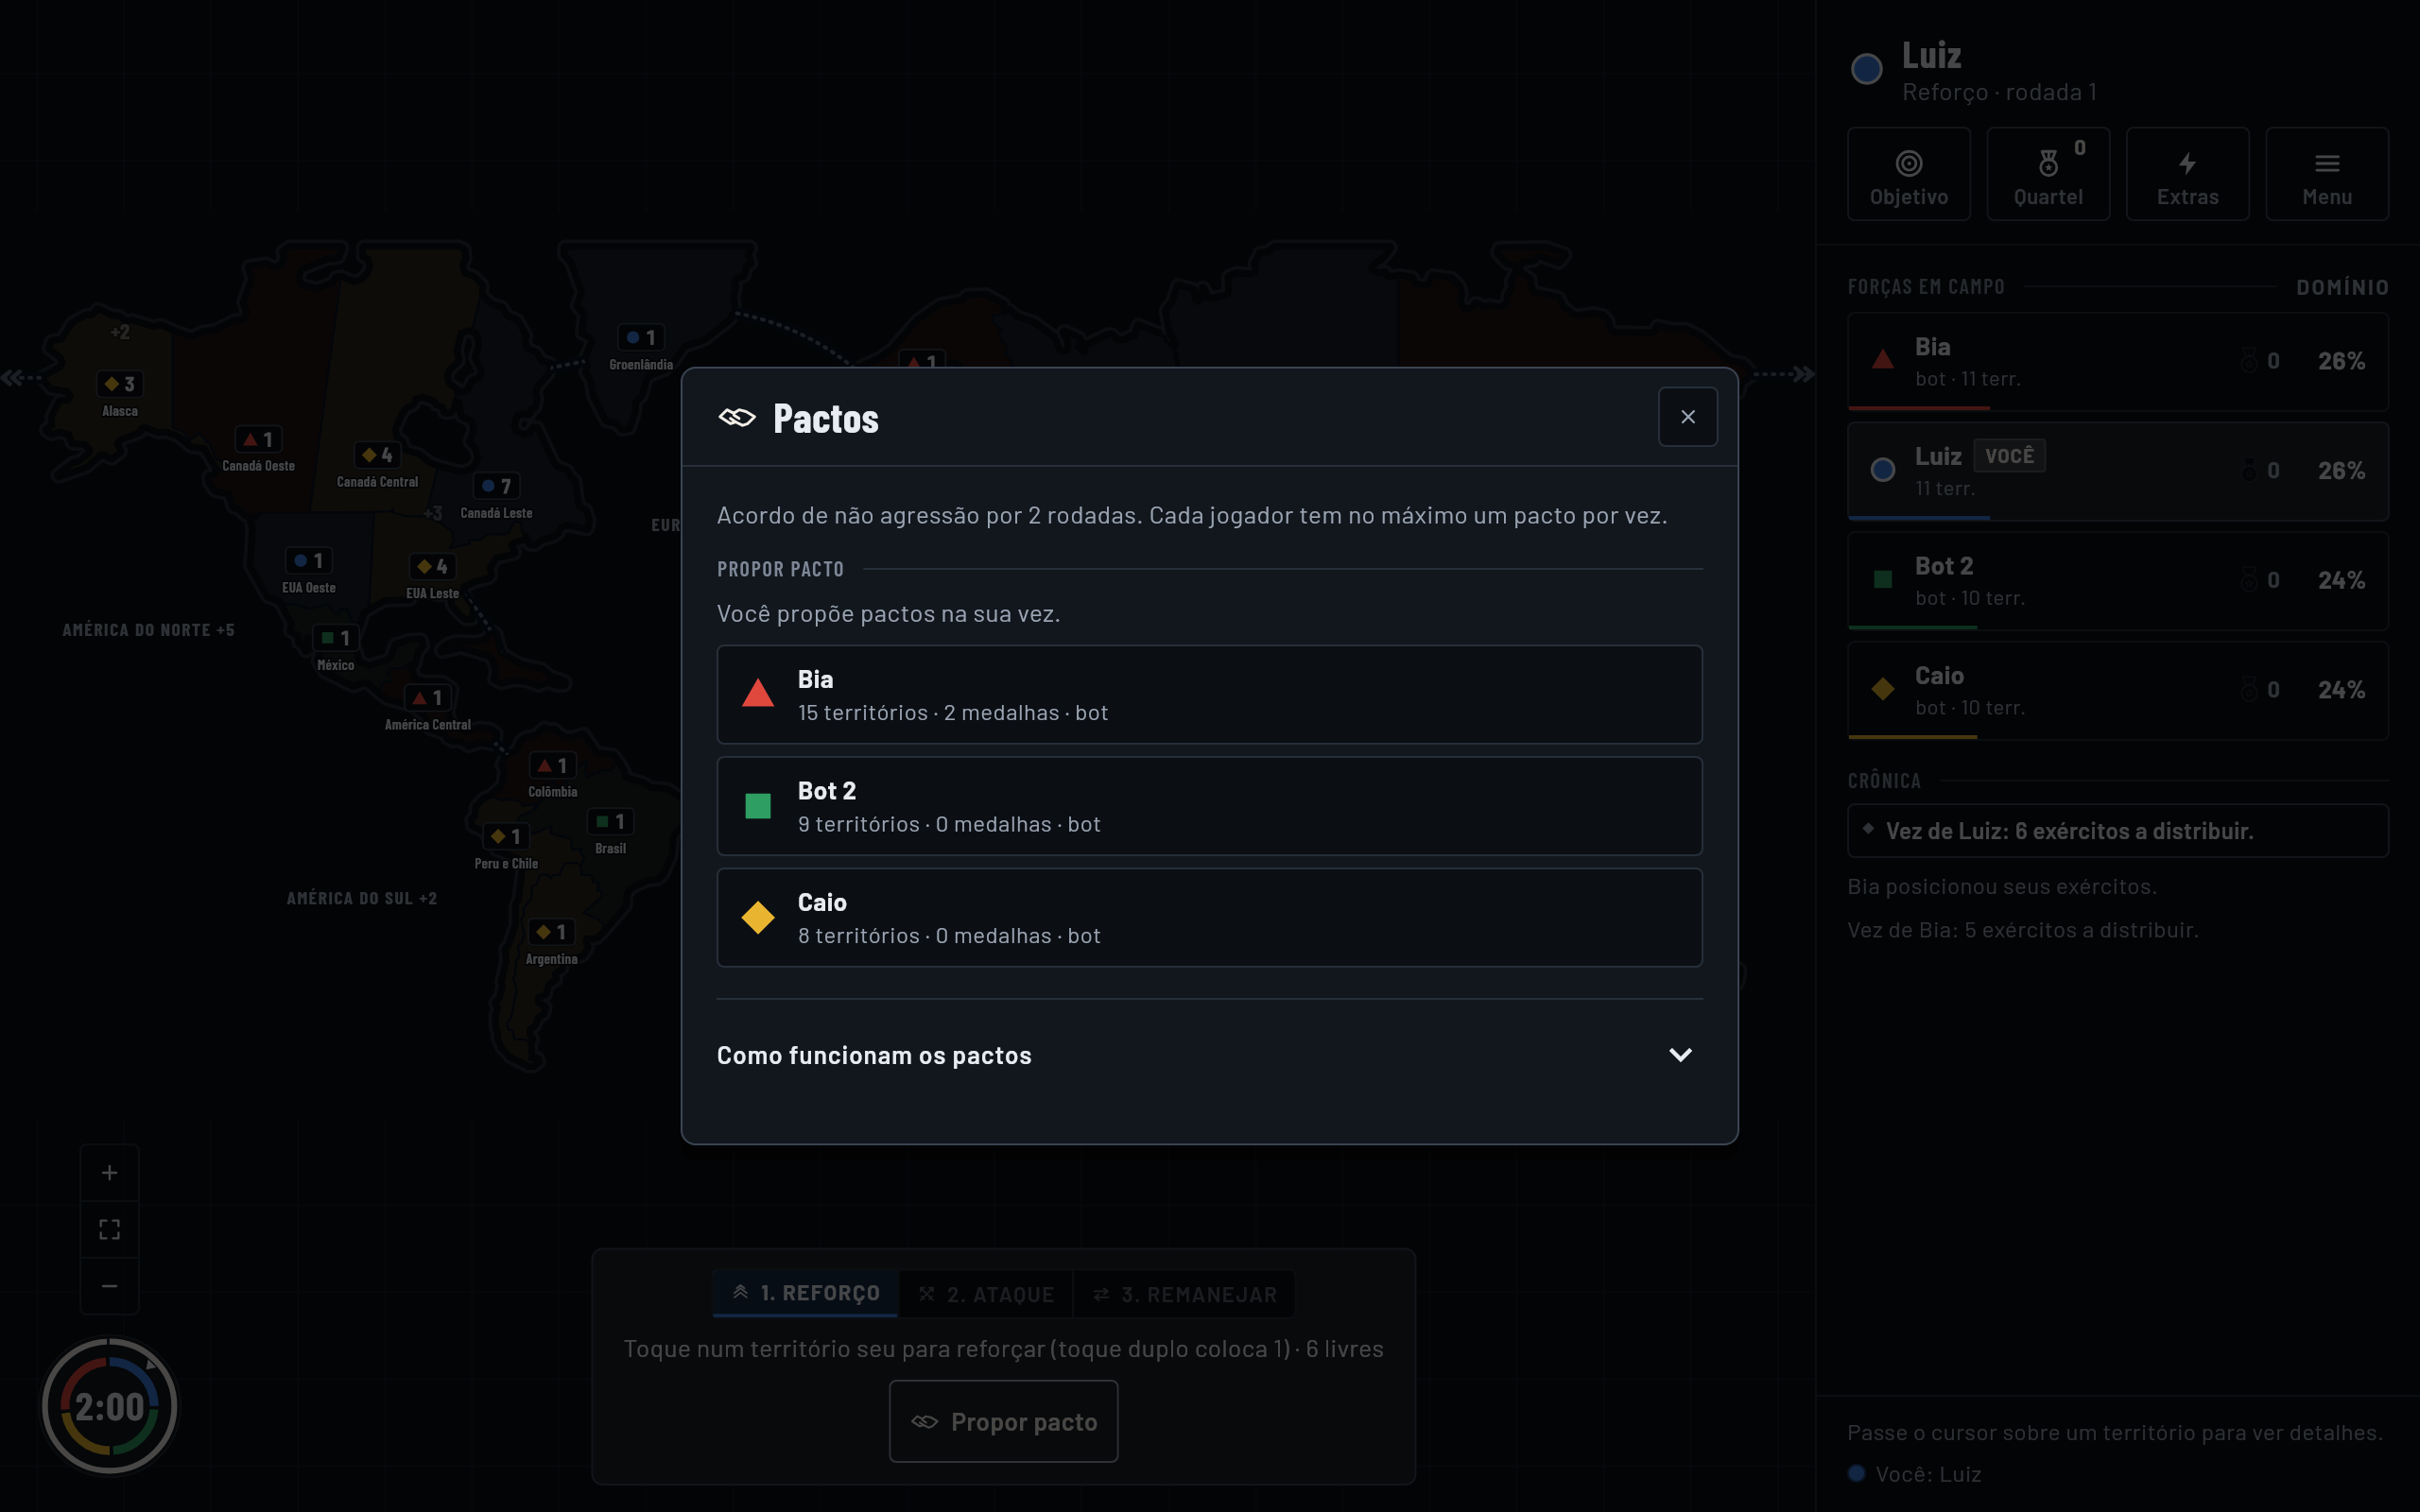 Luiz
Reforço · rodada 1
Objetivo
0
Quartel
Extras
Menu
FORÇAS EM CAMPO
DOMÍNIO
Bia
bot · 11 terr.
0
26%
Luiz
VOCÊ
11 terr.
0
26%
Bot 2
bot · 10 terr.
0
24%
Caio
bot · 10 terr.
0
24%
CRÔNICA
Vez de Luiz: 6 exércitos a distribuir.
Bia posicionou seus exércitos.
Vez de Bia: 5 exércitos a distribuir.
Passe o cursor sobre um território para ver detalhes.
Você: Luiz
+2
3
Alasca
1
Canadá Oeste
4
Canadá Central
7
Canadá Leste
1
Groenlândia
1
+3
1
EUA Oeste
4
EUA Leste
EUR
AMÉRICA DO NORTE +5
1
México
1
América Central
1
Colômbia
1
Brasil
1
Peru e Chile
AMÉRICA DO SUL +2
1
Argentina
Pactos
Acordo de não agressão por 2 rodadas. Cada jogador tem no máximo um pacto por vez.
PROPOR PACTO
Você propõe pactos na sua vez.
Bia
15 territórios · 2 medalhas · bot
Bot 2
9 territórios · 0 medalhas · bot
Caio
8 territórios · 0 medalhas · bot
Como funcionam os pactos
2:00
1. REFORÇO
2. ATAQUE
3. REMANEJAR
Toque num território seu para reforçar (toque duplo coloca 1) · 6 livres
Propor pacto